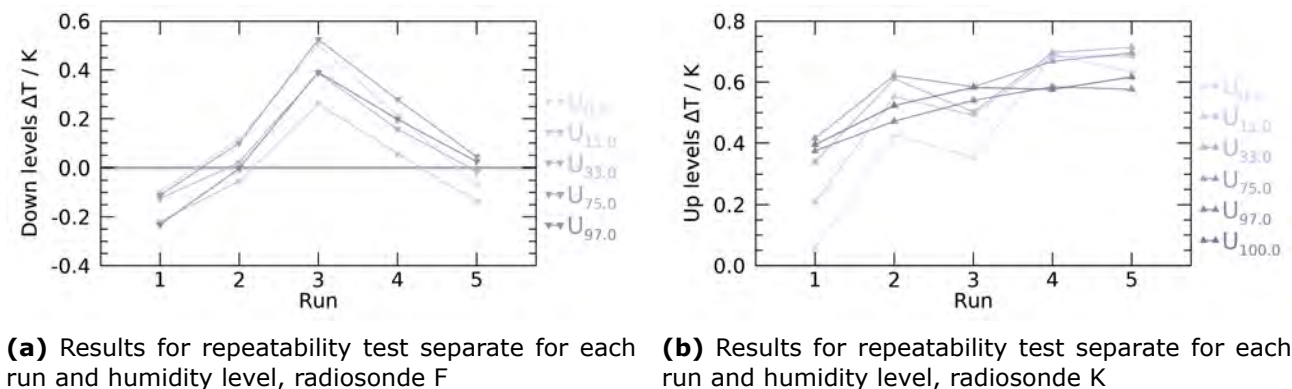 0.6
0.4
0.2
0.0
-0.2
-0.4
Down levels ΔT / K
1 2 3 4 5
Run
U11.0
U33.0
U75.0
U97.0
0.8
0.6
0.4
0.2
0.0
Up levels ΔT / K
1 2 3 4 5
Run
U11.0
U33.0
U75.0
U97.0
U100.0
(a) Results for repeatability test separate for each
run and humidity level, radiosonde F
(b) Results for repeatability test separate for each
run and humidity level, radiosonde K